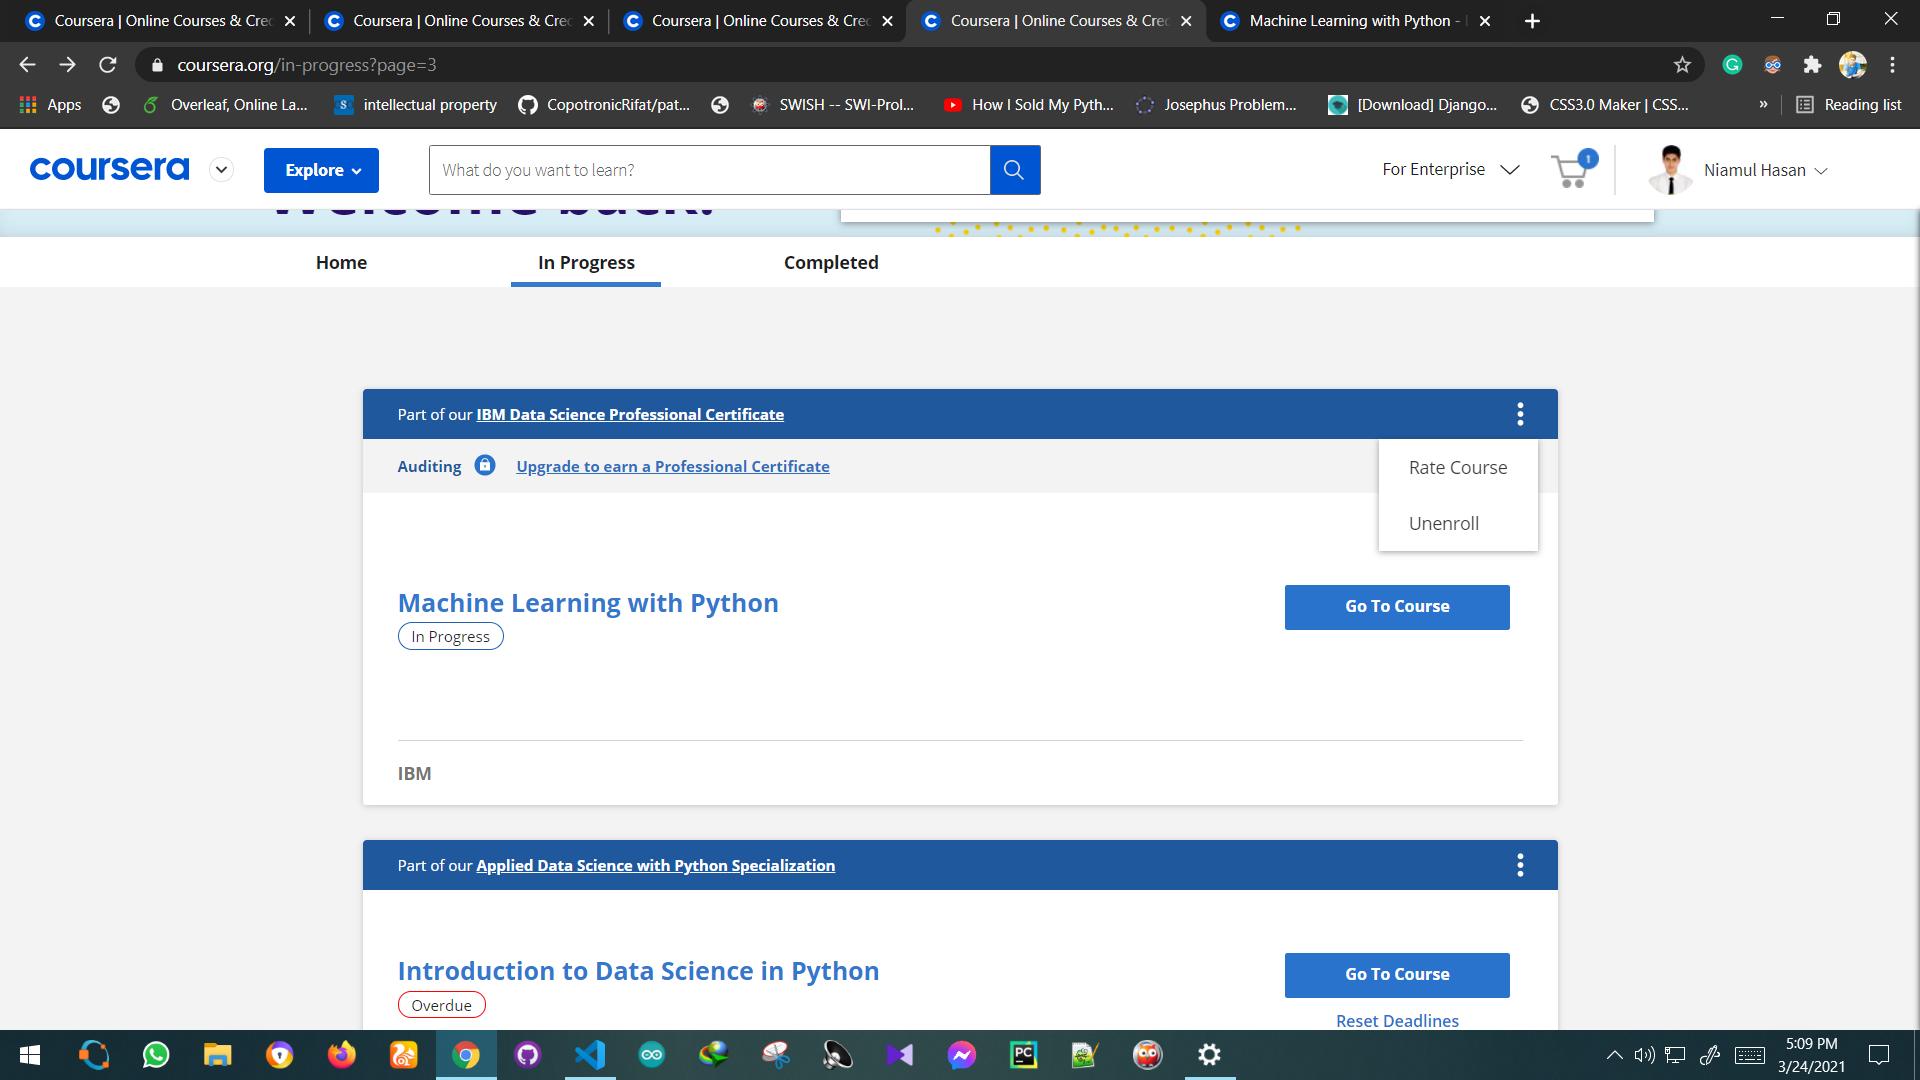 Coursera | Online Courses & Cre
Coursera | Online Courses & Cre
Coursera | Online Courses & Cre
Coursera | Online Courses & Cre
Machine Learning with Python -
coursera.org/in-progress?page=3
Apps
Overleaf, Online La...
intellectual property
CopotronicRifat/pat...
SWISH -- SWI-Prol...
How I Sold My Pyth...
Josephus Problem...
[Download] Django...
CSS3.0 Maker | CSS...
»
Reading list
coursera
Explore
What do you want to learn?
For Enterprise
1
Niamul Hasan
Welcome back!
Home
In Progress
Completed
Part of our IBM Data Science Professional Certificate
Auditing
Upgrade to earn a Professional Certificate
Rate Course
Unenroll
Machine Learning with Python
Go To Course
In Progress
IBM
Part of our Applied Data Science with Python Specialization
Introduction to Data Science in Python
Go To Course
Overdue
Reset Deadlines
5:09 PM
3/24/2021